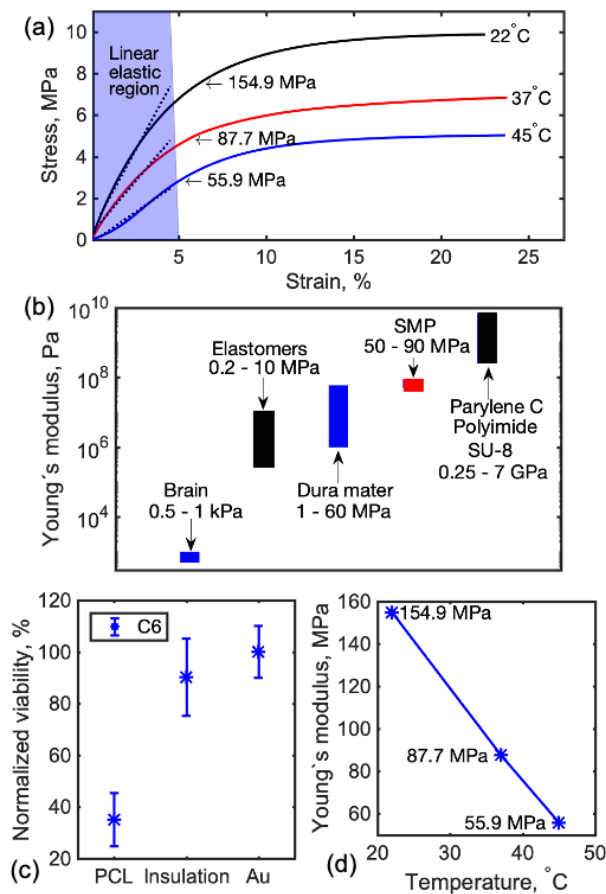 (a)
10
8
6
4
2
0
Stress, MPa
Linear
elastic
region
22°C
← 154.9 MPa
37°C
← 87.7 MPa
45°C
← 55.9 MPa
5
10
15
20
25
Strain, %
(b)
10^10
10^8
10^6
10^4
Young´s modulus, Pa
Elastomers
0.2 - 10 MPa
SMP
50 - 90 MPa
Brain
0.5 - 1 kPa
Dura mater
1 - 60 MPa
Parylene C
Polyimide
SU-8
0.25 - 7 GPa
120
100
80
60
40
20
Normalized viability, %
C6
PCL
Insulation
Au
(c)
160
140
120
100
80
60
Young´s modulus, MPa
154.9 MPa
87.7 MPa
55.9 MPa
20
30
40
50
Temperature, °C
(d)